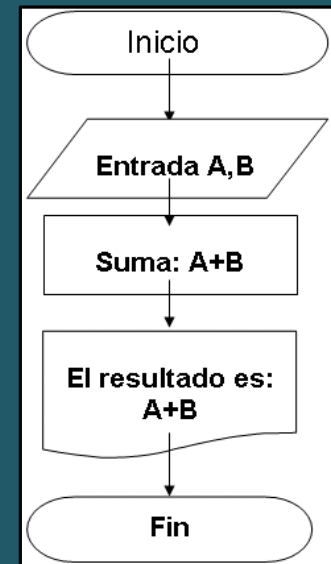 Inicio
Entrada A,B
Suma: A+B
El resultado es:
A+B
Fin